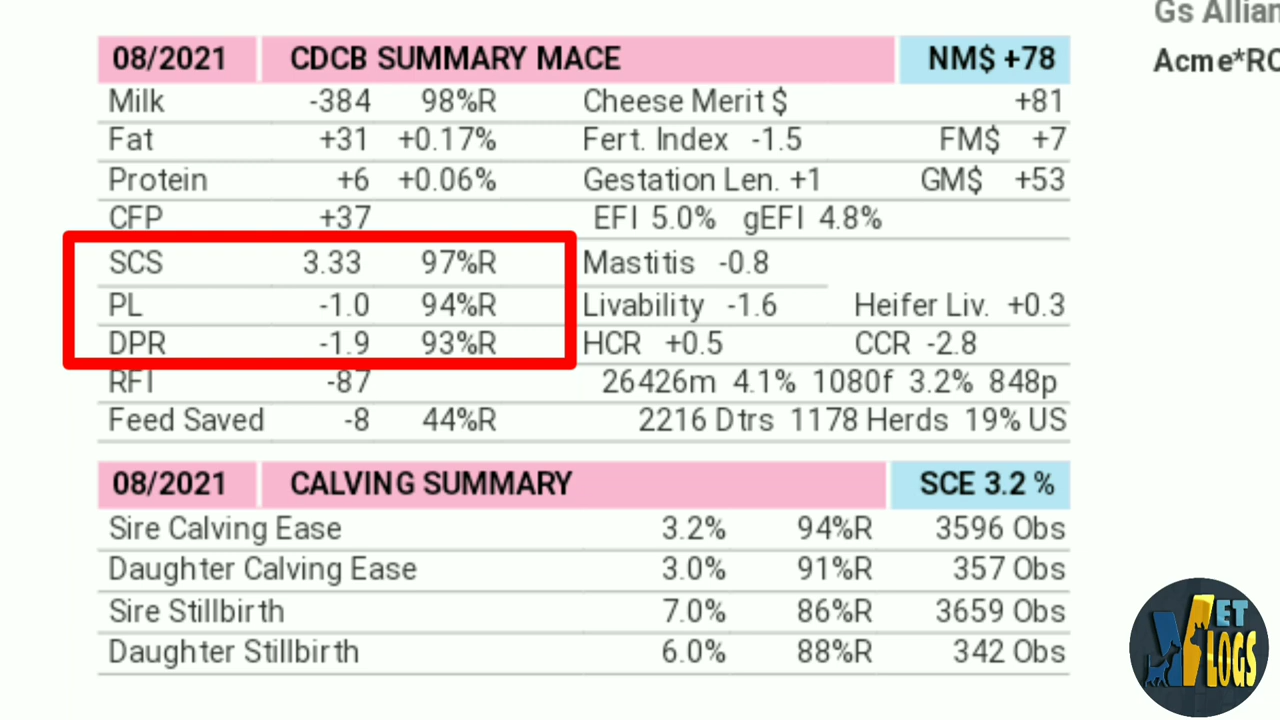 Gs Allian
08/2021 CDCB SUMMARY MACE NM$ +78
Acme*RC
Milk -384 98%R Cheese Merit $ +81
Fat +31 +0.17% Fert. Index -1.5 FM$ +7
Protein +6 +0.06% Gestation Len. +1 GM$ +53
CFP +37 EFI 5.0% gEFI 4.8%
SCS 3.33 97%R Mastitis -0.8
PL -1.0 94%R Livability -1.6 Heifer Liv. +0.3
DPR -1.9 93%R HCR +0.5 CCR -2.8
RFI -87 26426m 4.1% 1080f 3.2% 848p
Feed Saved -8 44%R 2216 Dtrs 1178 Herds 19% US
08/2021 CALVING SUMMARY SCE 3.2 %
Sire Calving Ease 3.2% 94%R 3596 Obs
Daughter Calving Ease 3.0% 91%R 357 Obs
Sire Stillbirth 7.0% 86%R 3659 Obs
Daughter Stillbirth 6.0% 88%R 342 Obs
VET
VLOGS